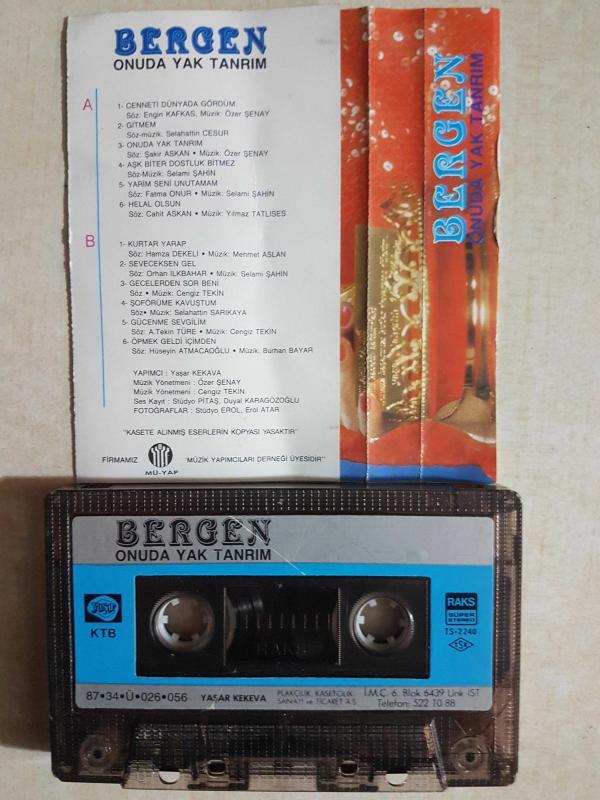 BERGEN
ONUDA YAK TANRIM
A
1- CENNETİ DÜNYADA GÖRDÜM
Söz: Engin KAFKAS, Müzik: Özer ŞENAY
2- GİTMEM
Söz-müzik. Selahattin CESUR
3- ONUDA YAK TANRIM
Söz: Şakir ASKAN • Müzik: Özer ŞENAY
4- AŞK BİTER DOSTLUK BİTMEZ
Söz-Müzik. Selami ŞAHİN
5- YARIM SENİ UNUTAMAM
Söz: Fatma ONUR • Müzik: Selami ŞAHİN
6- HELAL OLSUN
Söz: Cahit ASKAN • Müzik: Yılmaz TATLISES
B
1- KURTAR YARAP
Söz: Hamza DEKELİ • Müzik: Mehmet ASLAN
2- SEVECEKSEN GEL
Söz: Orhan İLKBAHAR • Müzik: Selami ŞAHİN
3- GECELERDEN SOR BENİ
Söz • Müzik: Cengiz TEKİN
4- ŞOFÖRÜME KAVUŞTUM
Söz• Müzik: Selahattin SARIKAYA
5- GÜCENME SEVGİLİM
Söz: A.Tekin TÜRE • Müzik: Cengiz TEKİN
6- ÖPMEK GELDİ İÇİMDEN
Söz: Hüseyin ATMACAOĞLU • Müzik: Burhan BAYAR
YAPIMCI : Yaşar KEKAVA
Müzik Yönetmeni : Özer ŞENAY
Müzik Yönetmeni : Cengiz TEKİN
Ses Kayıt : Stüdyo PİTAŞ, Duyal KARAGÖZOĞLU
FOTOĞRAFLAR : Stüdyo EROL, Erol ATAR
"KASETE ALINMIŞ ESERLERİN KOPYASI YASAKTIR"
FİRMAMIZ
MÜ-YAP
"MÜZİK YAPIMCILARI DERNEĞİ ÜYESİDİR"
BERGEN
ONUDA YAK TANRIM
BERGEN
ONUDA YAK TANRIM
KTB
RAKS
RAKS
SÜPER
STEREO
TS-2240
TSE
87•34•Ü•026•056
YAŞAR KEKEVA
PLAKÇILIK, KASETÇİLİK
SANAYİ ve TİCARET A.Ş.
İ.M.Ç. 6. Blok 6439 Unk-İST
Telefon: 522 10 88